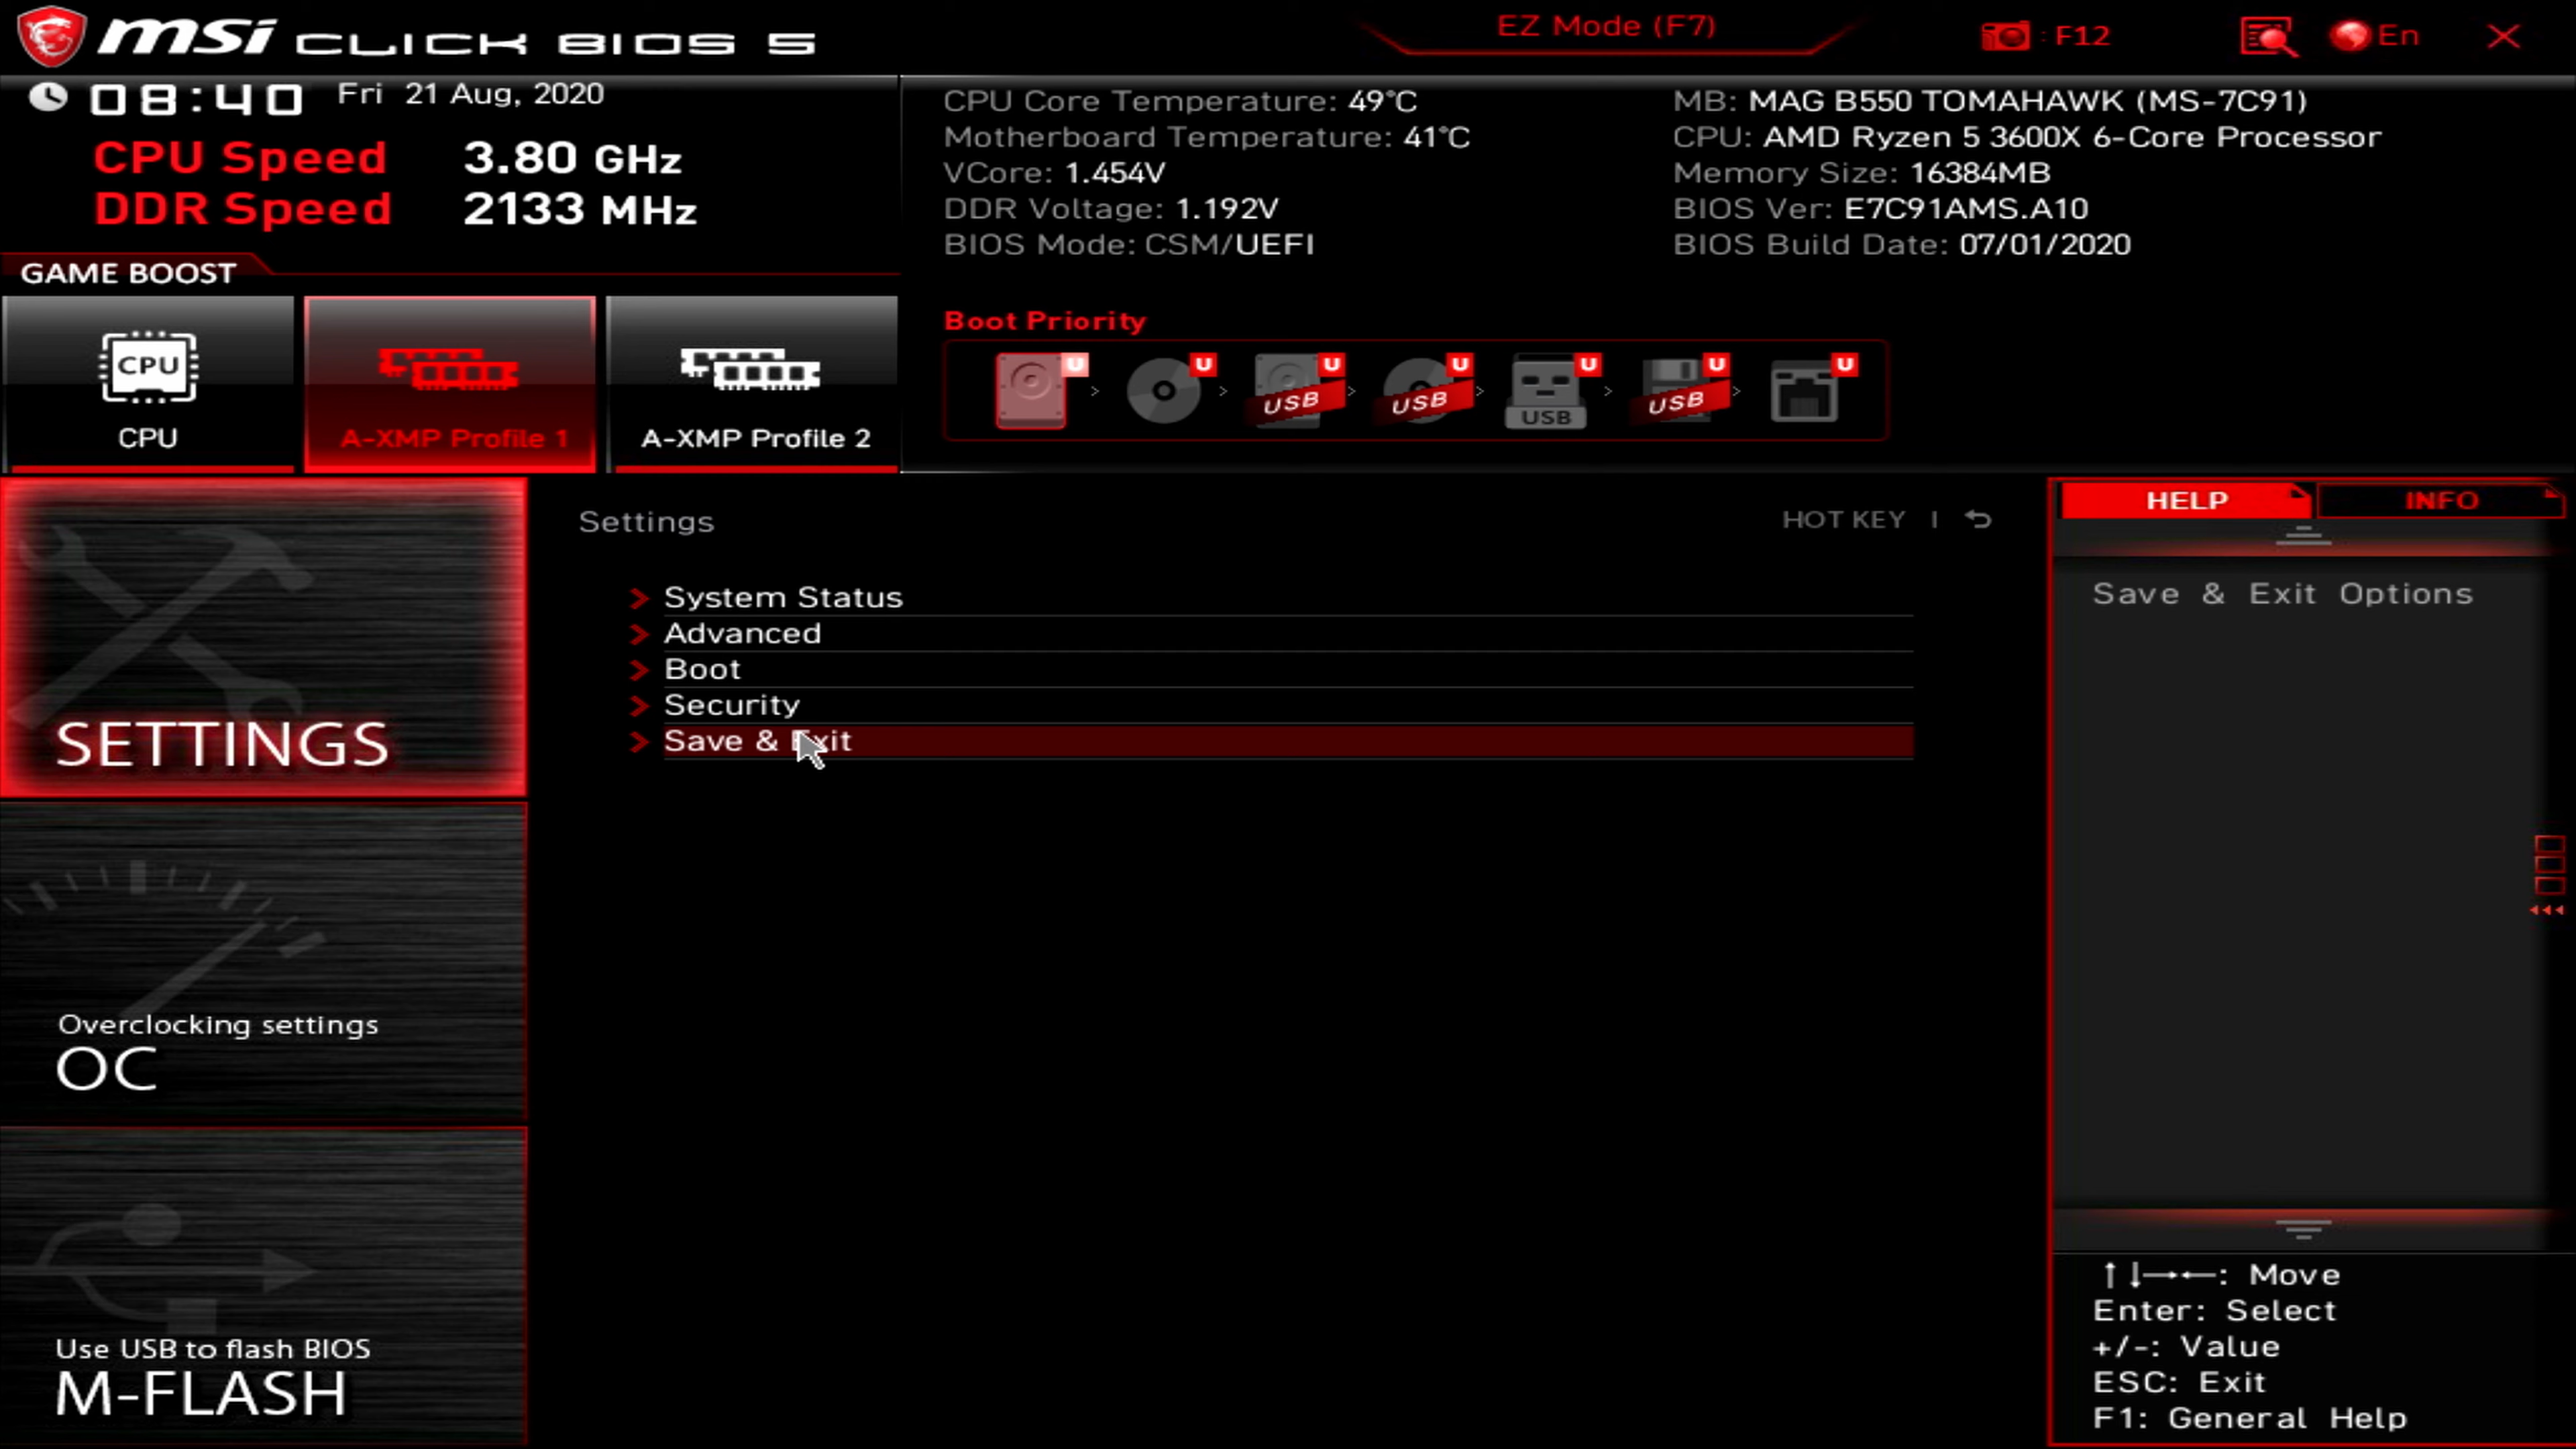 msi CLICK BIOS 5
EZ Mode (F7)
: F12
En
08:40 Fri 21 Aug, 2020
CPU Speed 3.80 GHz
DDR Speed 2133 MHz
CPU Core Temperature: 49°C
Motherboard Temperature: 41°C
VCore: 1.454V
DDR Voltage: 1.192V
BIOS Mode: CSM/UEFI
MB: MAG B550 TOMAHAWK (MS-7C91)
CPU: AMD Ryzen 5 3600X 6-Core Processor
Memory Size: 16384MB
BIOS Ver: E7C91AMS.A10
BIOS Build Date: 07/01/2020
GAME BOOST
CPU
CPU
A-XMP Profile 1
A-XMP Profile 2
Boot Priority
U U U U U U U
USB USB USB USB
SETTINGS
Overclocking settings
OC
Use USB to flash BIOS
M-FLASH
Settings
HOT KEY |
> System Status
> Advanced
> Boot
> Security
> Save & Exit
HELP INFO
Save & Exit Options
↑↓→←: Move
Enter: Select
+/-: Value
ESC: Exit
F1: General Help